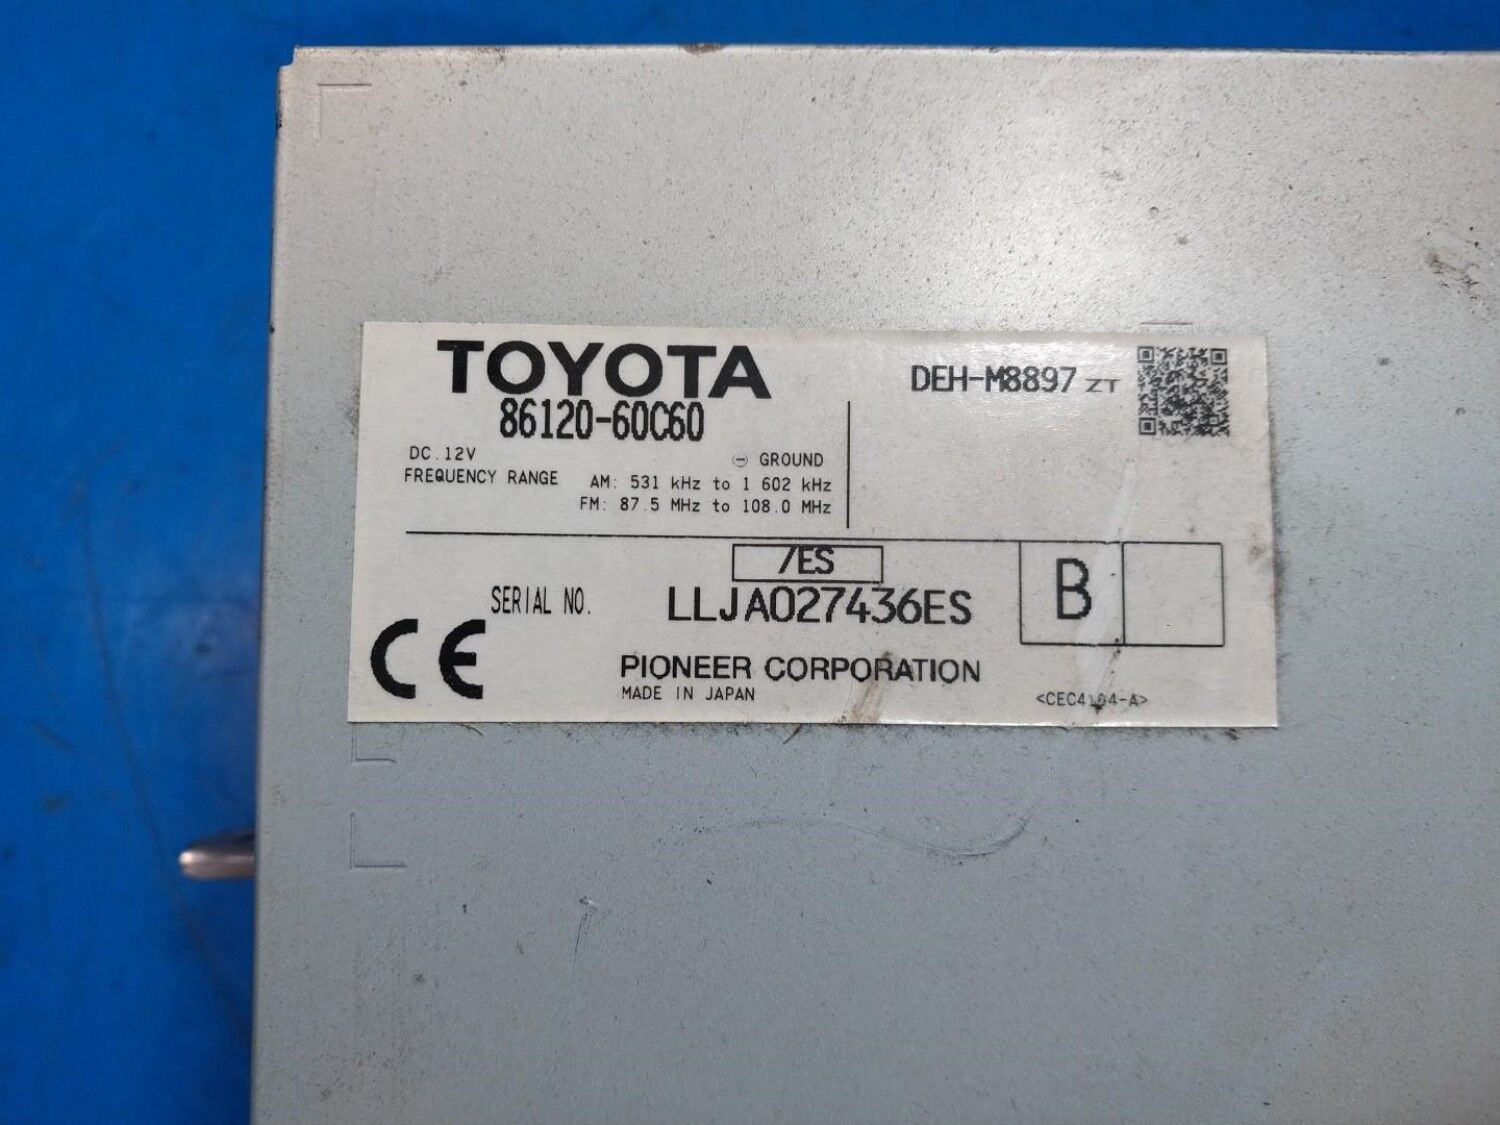 TOYOTA
86120-60C60
DEH-M8897 ZT
DC.12V
⊖ GROUND
FREQUENCY RANGE AM: 531 kHz to 1 602 kHz
FM: 87.5 MHz to 108.0 MHz
/ES
SERIAL NO. LLJA027436ES
B
CE
PIONEER CORPORATION
MADE IN JAPAN